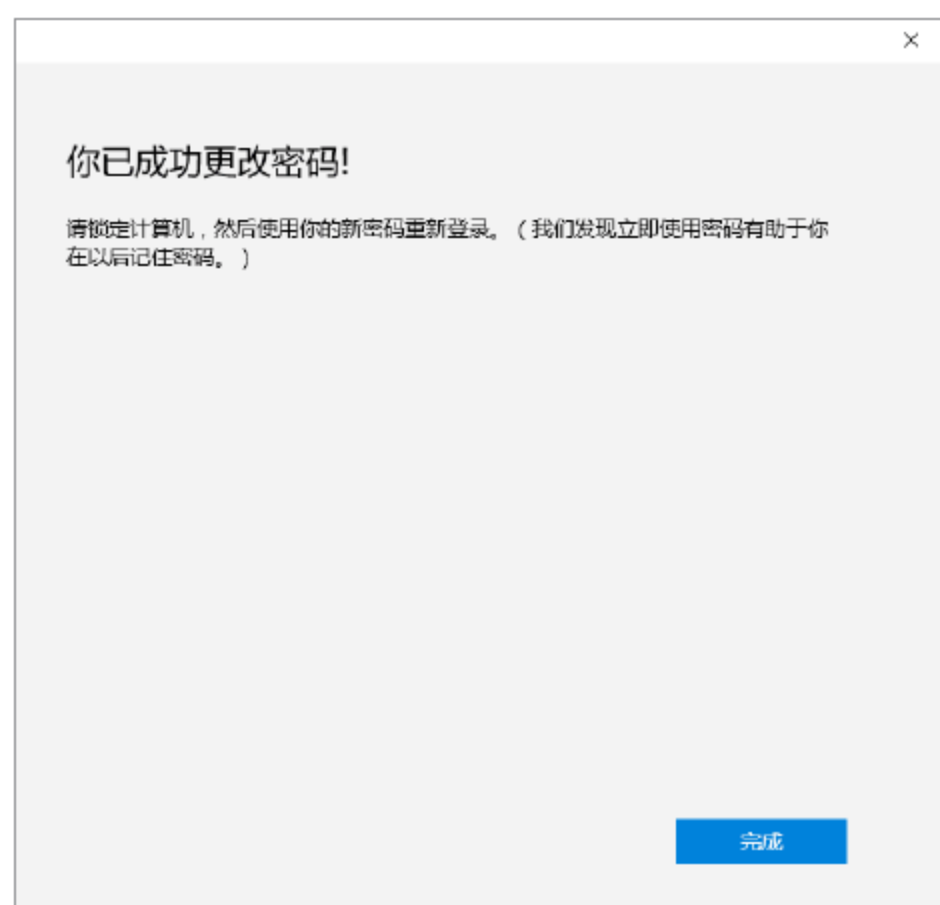 你已成功更改密码!
请锁定计算机，然后使用你的新密码重新登录。（我们发现立即使用密码有助于你
在以后记住密码。）
完成